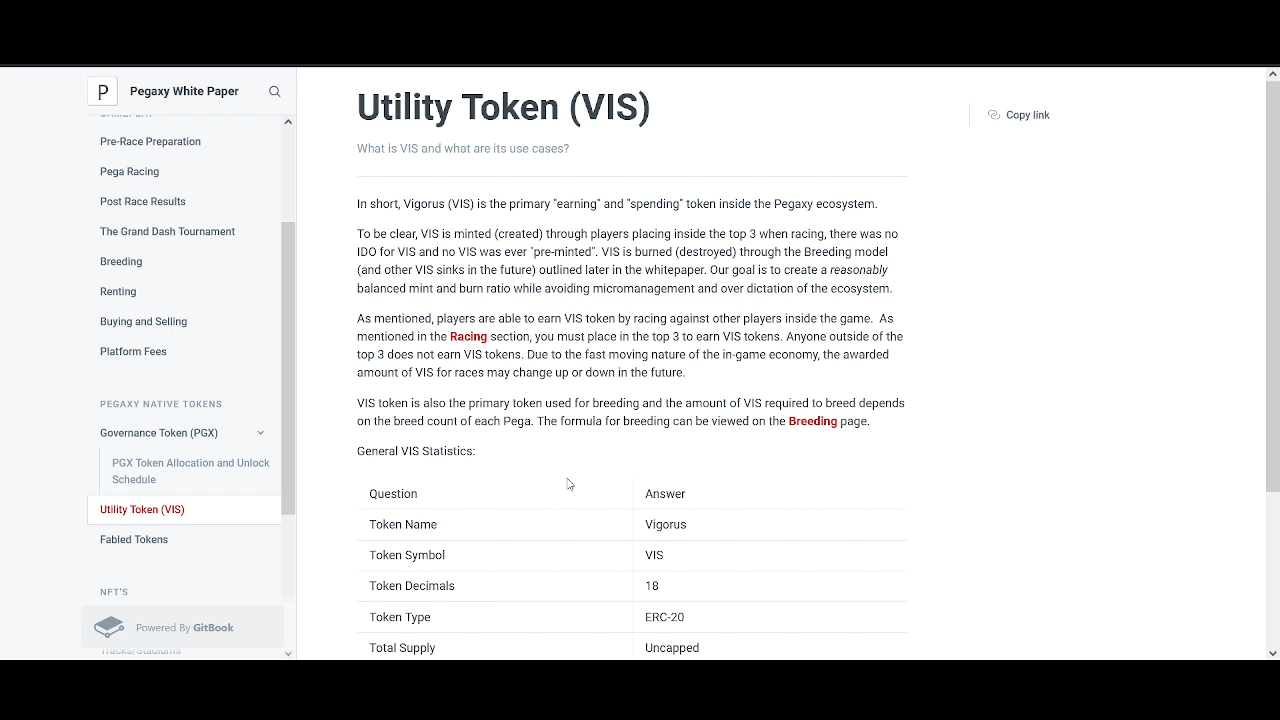 P
Pegaxy White Paper
GAMEPLAY
Pre-Race Preparation
Pega Racing
Post Race Results
The Grand Dash Tournament
Breeding
Renting
Buying and Selling
Platform Fees
PEGAXY NATIVE TOKENS
Governance Token (PGX)
PGX Token Allocation and Unlock
Schedule
Utility Token (VIS)
Fabled Tokens
NFT'S
Powered By GitBook
Tracks/Stadiums
Utility Token (VIS)
Copy link
What is VIS and what are its use cases?
In short, Vigorus (VIS) is the primary "earning" and "spending" token inside the Pegaxy ecosystem.
To be clear, VIS is minted (created) through players placing inside the top 3 when racing, there was no
IDO for VIS and no VIS was ever "pre-minted". VIS is burned (destroyed) through the Breeding model
(and other VIS sinks in the future) outlined later in the whitepaper. Our goal is to create a reasonably
balanced mint and burn ratio while avoiding micromanagement and over dictation of the ecosystem.
As mentioned, players are able to earn VIS token by racing against other players inside the game. As
mentioned in the Racing section, you must place in the top 3 to earn VIS tokens. Anyone outside of the
top 3 does not earn VIS tokens. Due to the fast moving nature of the in-game economy, the awarded
amount of VIS for races may change up or down in the future.
VIS token is also the primary token used for breeding and the amount of VIS required to breed depends
on the breed count of each Pega. The formula for breeding can be viewed on the Breeding page.
General VIS Statistics:
Question Answer
Token Name Vigorus
Token Symbol VIS
Token Decimals 18
Token Type ERC-20
Total Supply Uncapped